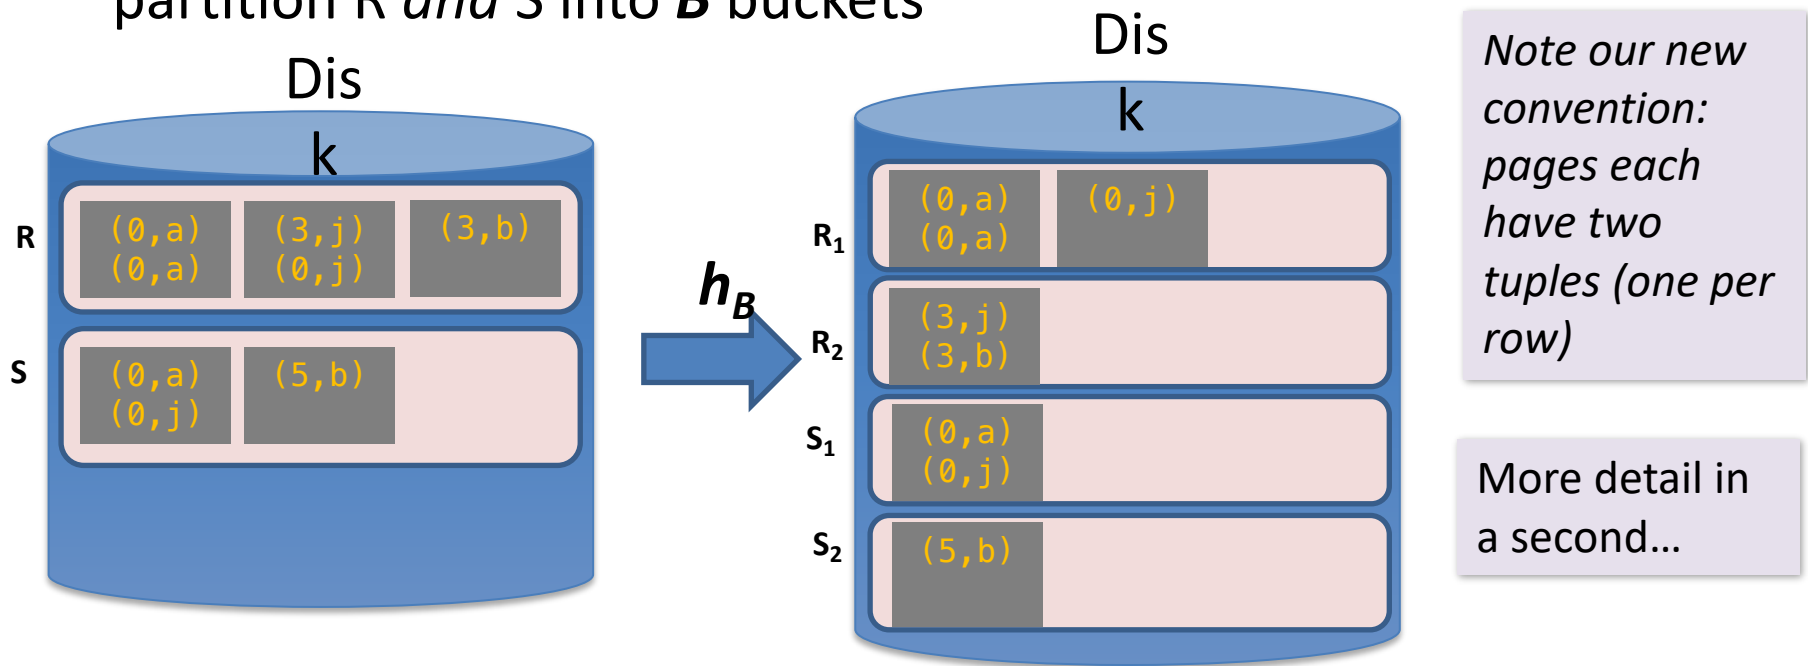 partition R and S into B buckets
Dis
k
R
(0,a)
(0,a)
(3,j)
(0,j)
(3,b)
S
(0,a)
(0,j)
(5,b)
hB
Dis
k
R1
(0,a)
(0,a)
(0,j)
R2
(3,j)
(3,b)
S1
(0,a)
(0,j)
S2
(5,b)
Note our new
convention:
pages each
have two
tuples (one per
row)
More detail in
a second…